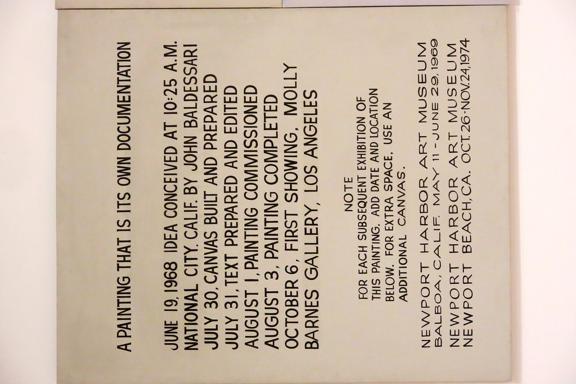 A PAINTING THAT IS ITS OWN DOCUMENTATION
JUNE 19, 1968 IDEA CONCEIVED AT 10:25 A.M.
NATIONAL CITY, CALIF. BY JOHN BALDESSARI
JULY 30, CANVAS BUILT AND PREPARED
JULY 31, TEXT PREPARED AND EDITED
AUGUST 1, PAINTING COMMISSIONED
AUGUST 3, PAINTING COMPLETED
OCTOBER 6, FIRST SHOWING, MOLLY
BARNES GALLERY, LOS ANGELES
NOTE
FOR EACH SUBSEQUENT EXHIBITION OF
THIS PAINTING, ADD DATE AND LOCATION
BELOW. FOR EXTRA SPACE, USE AN
ADDITIONAL CANVAS.
NEWPORT HARBOR ART MUSEUM
BALBOA, CALIF. MAY 11 - JUNE 29, 1969
NEWPORT HARBOR ART MUSEUM
NEWPORT BEACH, CA. OCT. 26 - NOV. 24, 1974